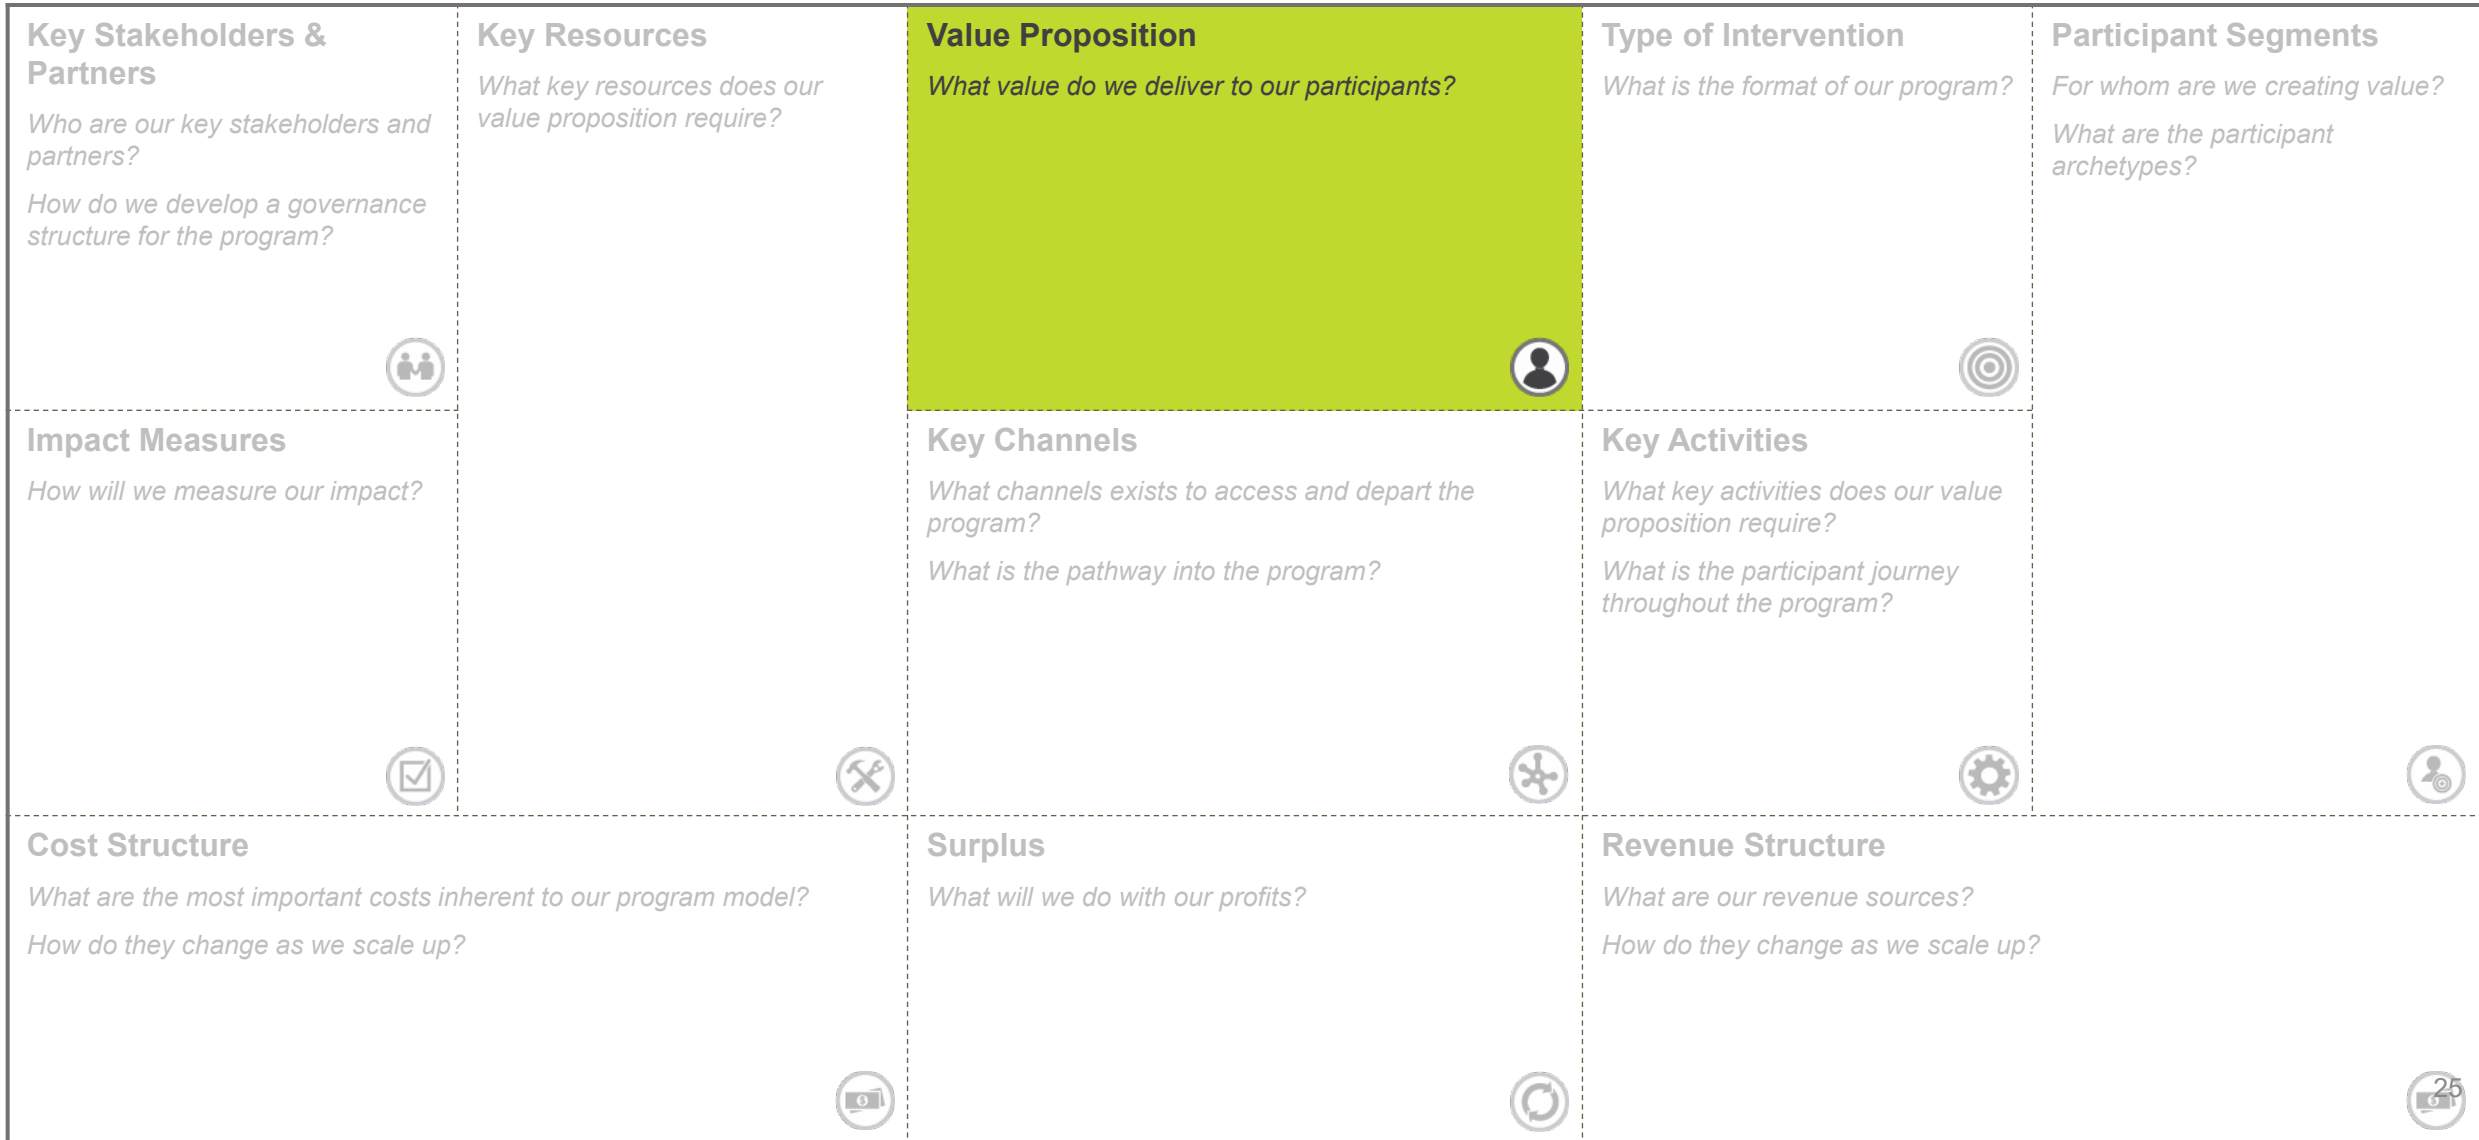 Key Stakeholders &
Partners
Who are our key stakeholders and
partners?
How do we develop a governance
structure for the program?
Key Resources
What key resources does our
value proposition require?
Value Proposition
What value do we deliver to our participants?
Type of Intervention
What is the format of our program?
Participant Segments
For whom are we creating value?
What are the participant
archetypes?
Impact Measures
How will we measure our impact?
Key Channels
What channels exists to access and depart the
program?
What is the pathway into the program?
Key Activities
What key activities does our value
proposition require?
What is the participant journey
throughout the program?
Cost Structure
What are the most important costs inherent to our program model?
How do they change as we scale up?
Surplus
What will we do with our profits?
Revenue Structure
What are our revenue sources?
How do they change as we scale up?
25